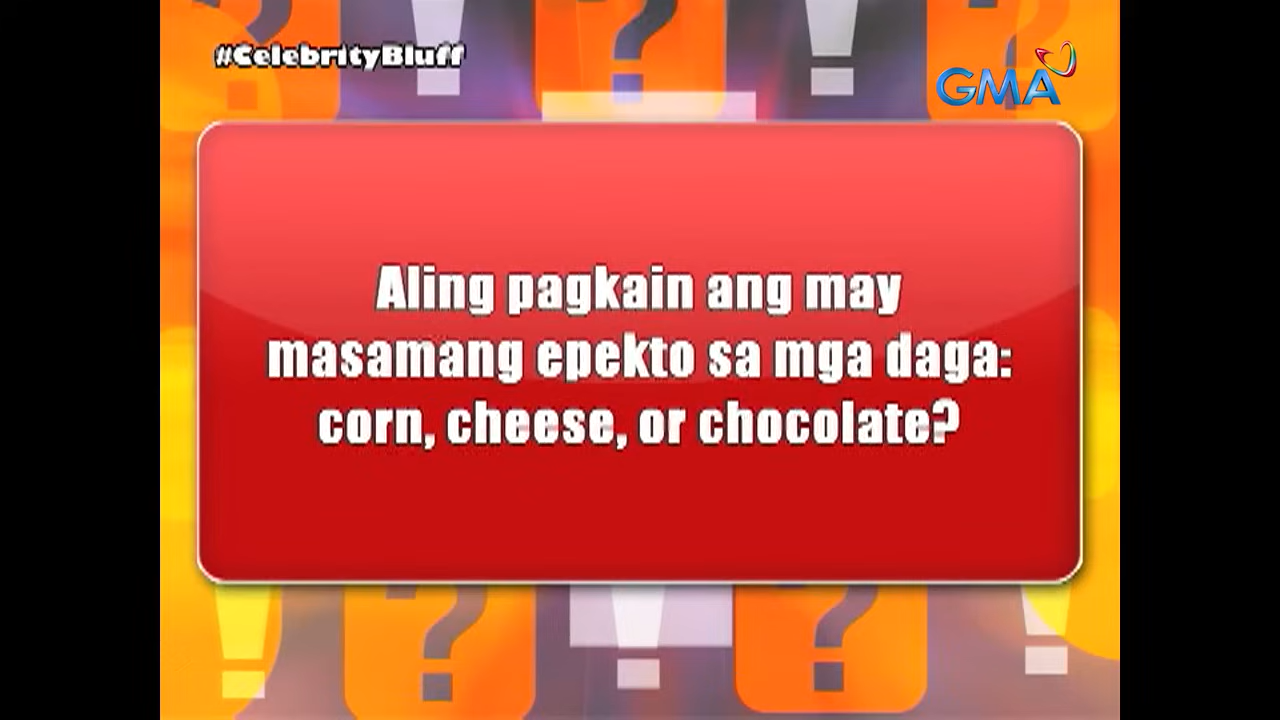 #CelebrityBluff
GMA
Aling pagkain ang may
masamang epekto sa mga daga:
corn, cheese, or chocolate?